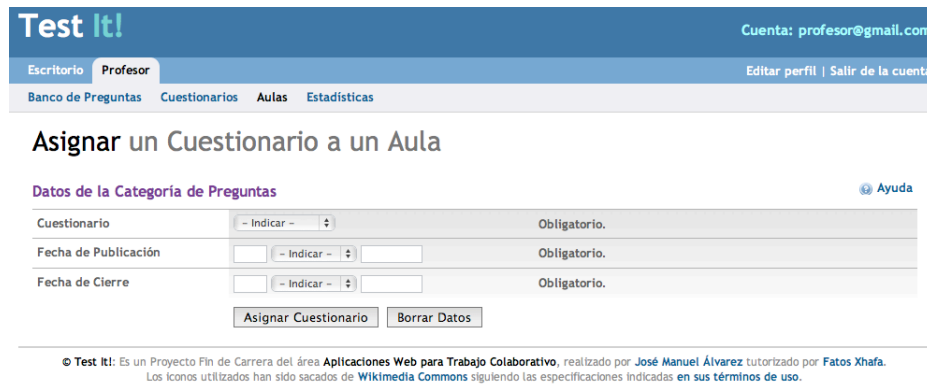 Test It!
Cuenta: profesor@gmail.com
Escritorio Profesor
Editar perfil | Salir de la cuenta
Banco de Preguntas Cuestionarios Aulas Estadísticas
Asignar un Cuestionario a un Aula
Datos de la Categoría de Preguntas
Ayuda
Cuestionario - Indicar - Obligatorio.
Fecha de Publicación - Indicar - Obligatorio.
Fecha de Cierre - Indicar - Obligatorio.
Asignar Cuestionario Borrar Datos
© Test It!: Es un Proyecto Fin de Carrera del área Aplicaciones Web para Trabajo Colaborativo, realizado por José Manuel Álvarez tutorizado por Fatos Xhafa.
Los iconos utilizados han sido sacados de Wikimedia Commons siguiendo las especificaciones indicadas en sus términos de uso.